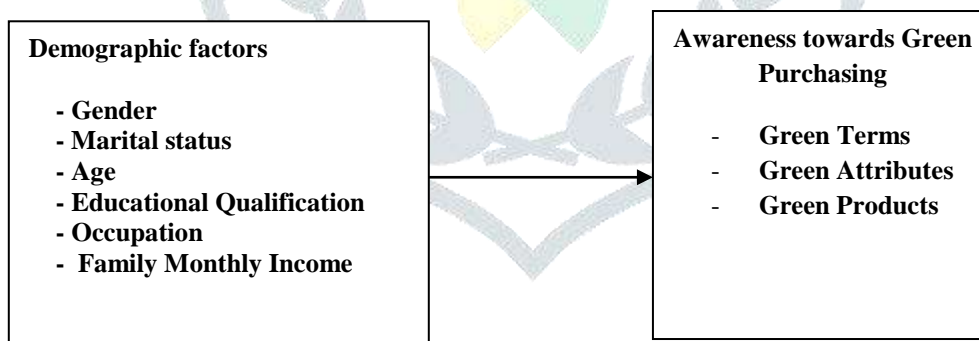 Demographic factors
- Gender
- Marital status
- Age
- Educational Qualification
- Occupation
- Family Monthly Income
Awareness towards Green
Purchasing
- Green Terms
- Green Attributes
- Green Products